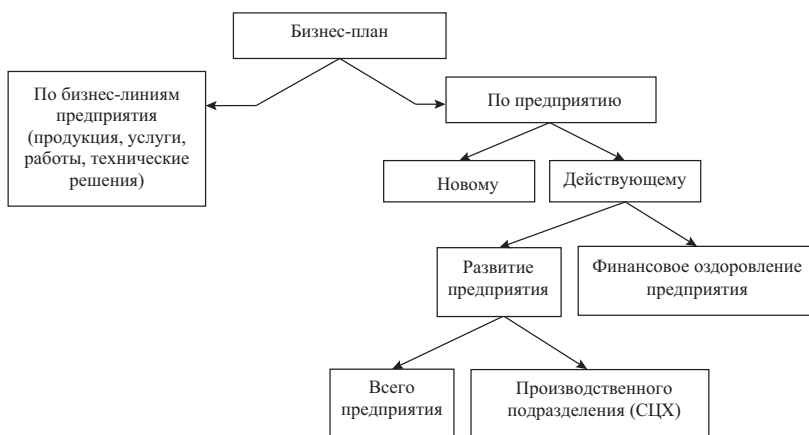 Бизнес-план
По бизнес-линиям
предприятия
(продукция, услуги,
работы, технические
решения)
По предприятию
Новому
Действующему
Развитие
предприятия
Финансовое оздоровление
предприятия
Всего
предприятия
Производственного
подразделения (СЦХ)